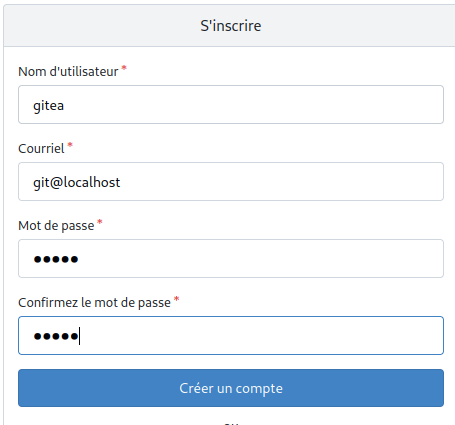 S'inscrire
Nom d'utilisateur *
gitea
Courriel *
git@localhost
Mot de passe *
●●●●●
Confirmez le mot de passe *
●●●●●
Créer un compte